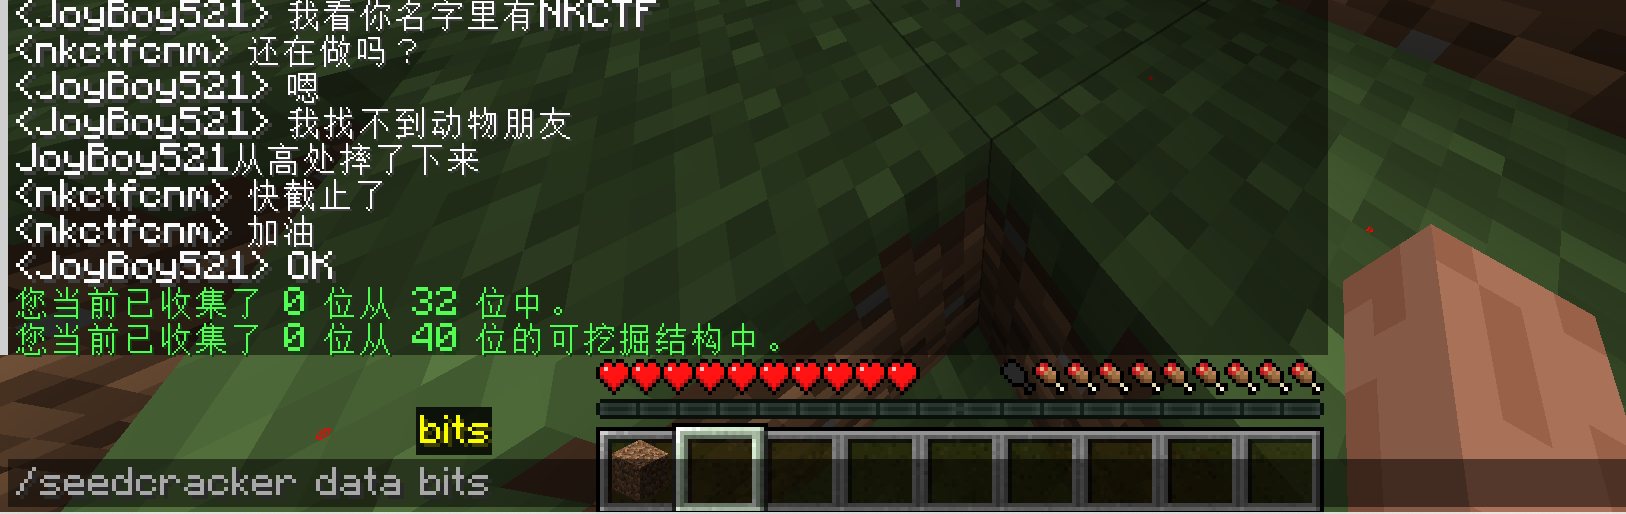 <JoyBoy521> 我看你名字里有NKCTF
<nkctfcnm> 还在做吗？
<JoyBoy521> 嗯
<JoyBoy521> 我找不到动物朋友
JoyBoy521从高处摔了下来
<nkctfcnm> 快截止了
<nkctfcnm> 加油
<JoyBoy521> OK
您当前已收集了 0 位从 32 位中。
您当前已收集了 0 位从 40 位的可挖掘结构中。
bits
/seedcracker data bits